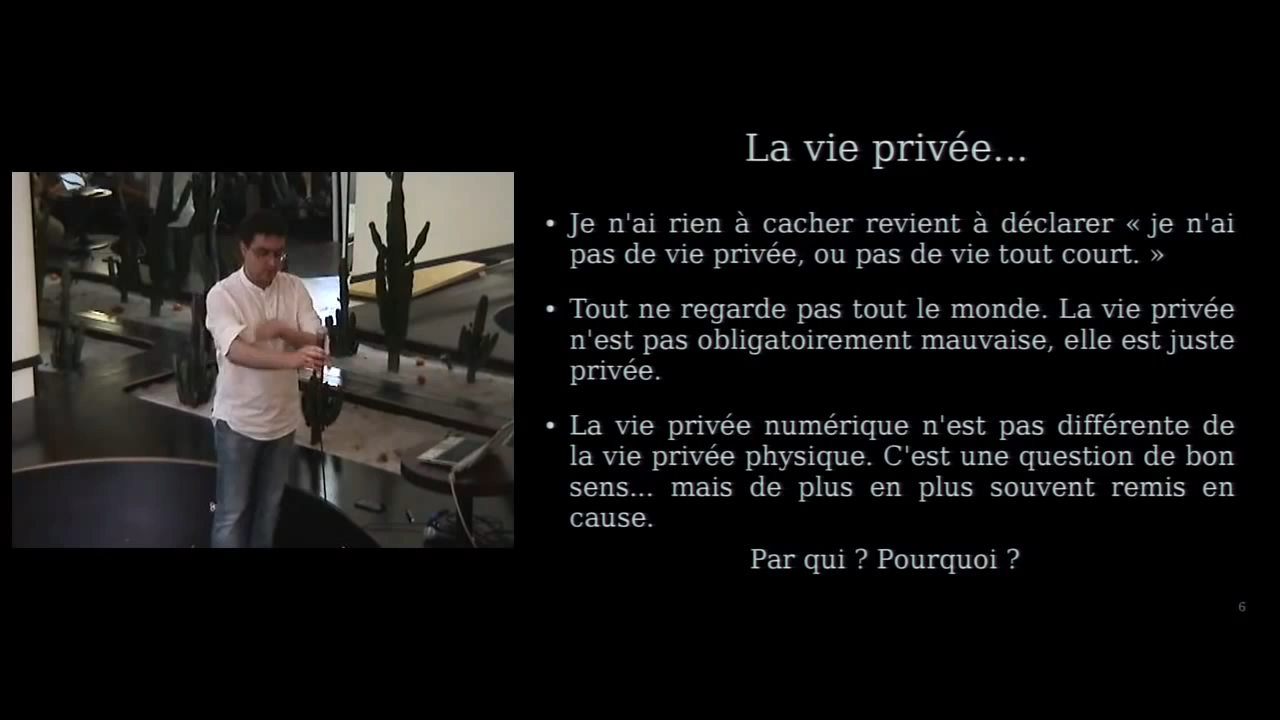 La vie privée...
• Je n'ai rien à cacher revient à déclarer « je n'ai
pas de vie privée, ou pas de vie tout court. »
• Tout ne regarde pas tout le monde. La vie privée
n'est pas obligatoirement mauvaise, elle est juste
privée.
• La vie privée numérique n'est pas différente de
la vie privée physique. C'est une question de bon
sens... mais de plus en plus souvent remis en
cause.
Par qui ? Pourquoi ?
6